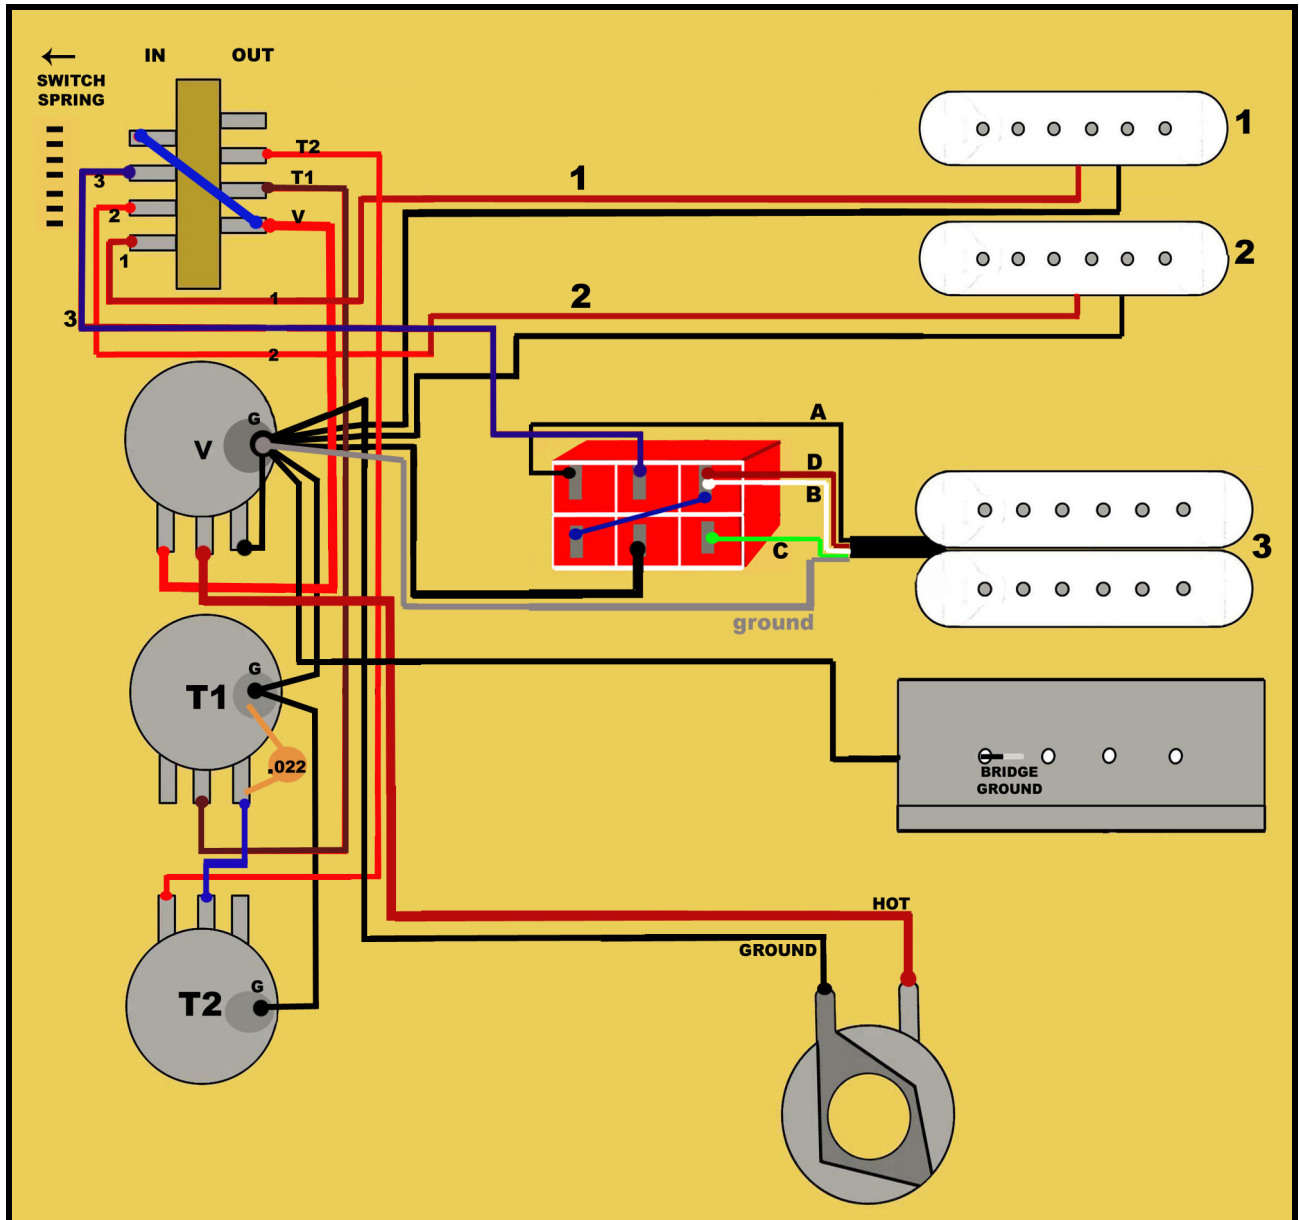 ←
IN
OUT
SWITCH
SPRING
T2
3
T1
2
V
1
1
1
1
2
2
3
2
G
V
A
D
B
C
3
ground
G
T1
.022
BRIDGE
GROUND
HOT
GROUND
G
T2